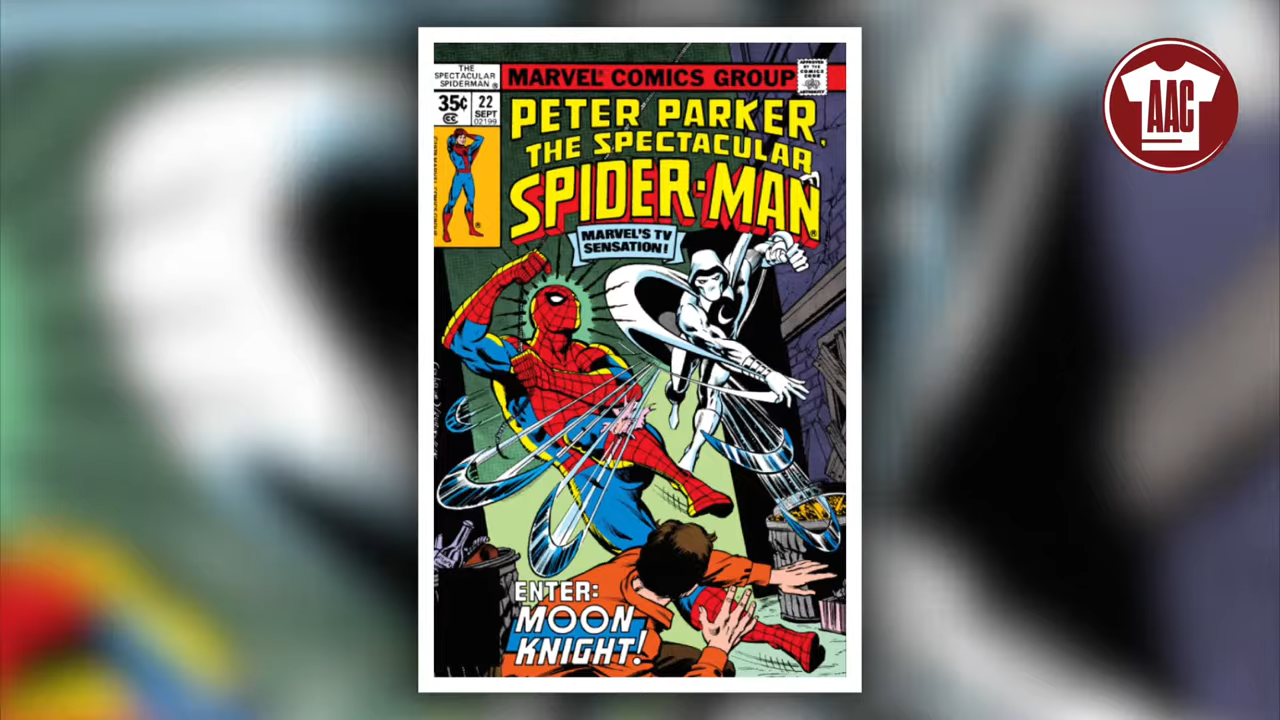 THE
SPECTACULAR
SPIDERMAN
MARVEL® COMICS GROUP
APPROVED
BY THE
COMICS
CODE
AUTHORITY
35¢
CC
22
SEPT
02199
PETER PARKER,
THE SPECTACULAR
SPIDER-MAN
®
MARVEL'S TV
SENSATION!
ENTER:
MOON
KNIGHT!
AAC